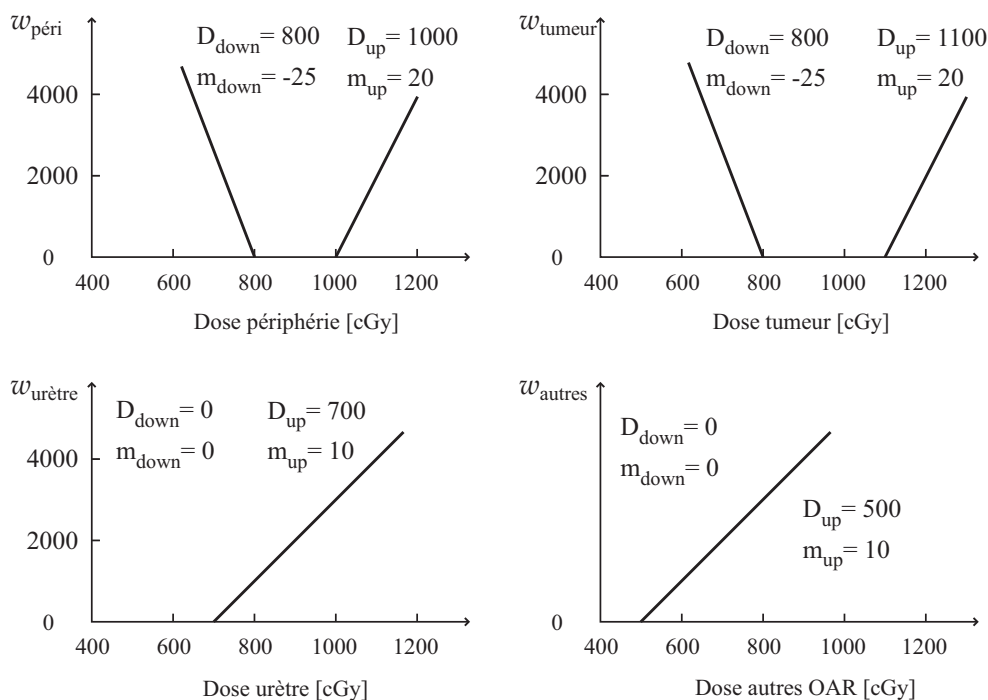 w_péri
D_down= 800 D_up= 1000
m_down= -25 m_up= 20
4000
2000
0
400 600 800 1000 1200
Dose périphérie [cGy]
w_tumeur
D_down= 800 D_up= 1100
m_down= -25 m_up= 20
4000
2000
0
400 600 800 1000 1200
Dose tumeur [cGy]
w_urètre
D_down= 0 D_up= 700
m_down= 0 m_up= 10
4000
2000
0
400 600 800 1000 1200
Dose urètre [cGy]
w_autres
D_down= 0
m_down= 0
D_up= 500
m_up= 10
0
400 600 800 1000 1200
Dose autres OAR [cGy]